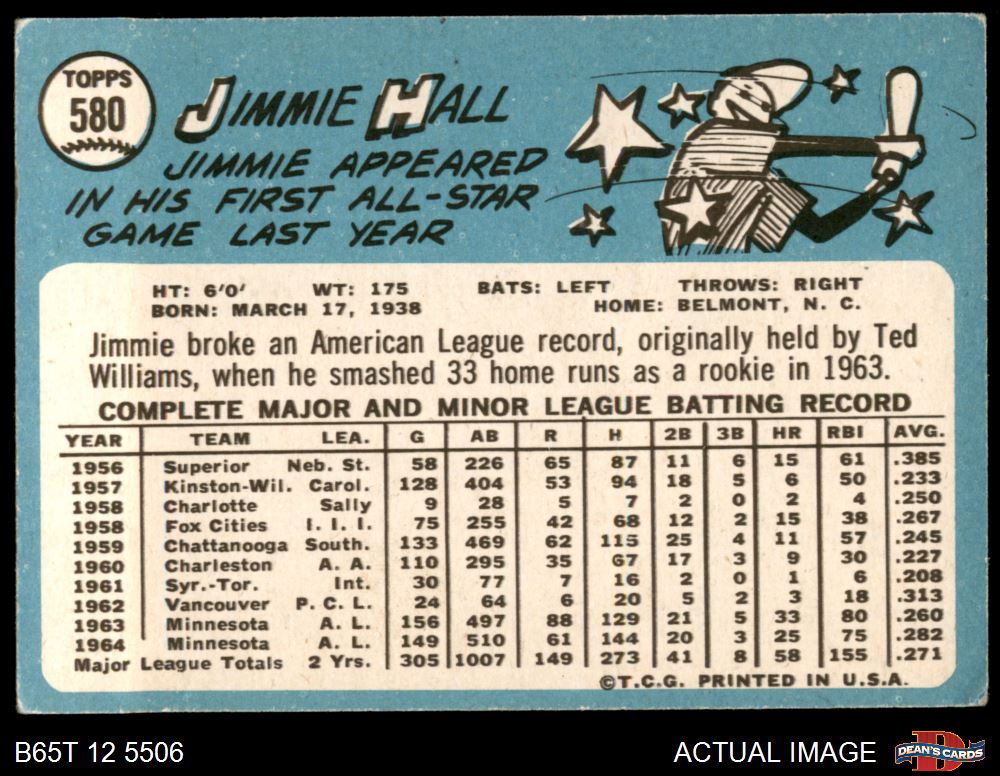 TOPPS
580
JIMMIE HALL
JIMMIE APPEARED
IN HIS FIRST ALL-STAR
GAME LAST YEAR
HT: 6'0' WT: 175 BATS: LEFT THROWS: RIGHT
BORN: MARCH 17, 1938 HOME: BELMONT, N. C.
Jimmie broke an American League record, originally held by Ted
Williams, when he smashed 33 home runs as a rookie in 1963.
COMPLETE MAJOR AND MINOR LEAGUE BATTING RECORD
YEAR TEAM LEA. G AB R H 2B 3B HR RBI AVG.
1956 Superior Neb. St. 58 226 65 87 11 6 15 61 .385
1957 Kinston-Wil. Carol. 128 404 53 94 18 5 6 50 .233
1958 Charlotte Sally 9 28 5 7 2 0 2 4 .250
1958 Fox Cities I. I. I. 75 255 42 68 12 2 15 38 .267
1959 Chattanooga South. 133 469 62 115 25 4 11 57 .245
1960 Charleston A. A. 110 295 35 67 17 3 9 30 .227
1961 Syr.-Tor. Int. 30 77 7 16 2 0 1 6 .208
1962 Vancouver P. C. L. 24 64 6 20 5 2 3 18 .313
1963 Minnesota A. L. 156 497 88 129 21 5 33 80 .260
1964 Minnesota A. L. 149 510 61 144 20 3 25 75 .282
Major League Totals 2 Yrs. 305 1007 149 273 41 8 58 155 .271
©T.C.G. PRINTED IN U.S.A.
B65T 12 5506 ACTUAL IMAGE D DEAN'S CARDS